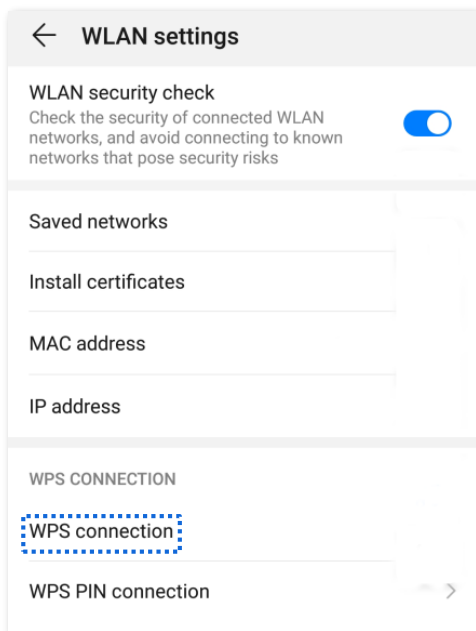 WLAN settings
WLAN security check
Check the security of connected WLAN
networks, and avoid connecting to known
networks that pose security risks
Saved networks
Install certificates
MAC address
IP address
WPS CONNECTION
WPS connection
WPS PIN connection